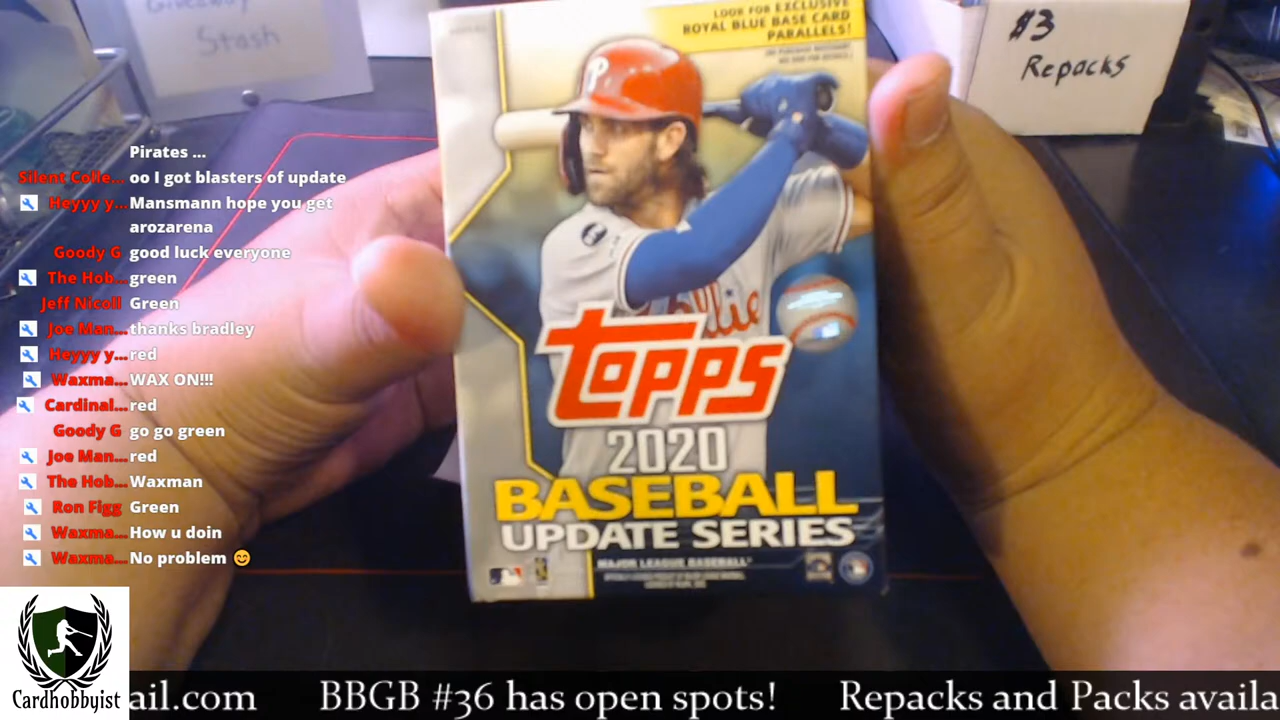 Giveaway
Stash
$3
Repacks
LOOK FOR EXCLUSIVE
ROYAL BLUE BASE CARD
PARALLELS!
P
TOPPS
2020
BASEBALL
UPDATE SERIES
MAJOR LEAGUE BASEBALL
Pirates ...
Silent Colle... oo I got blasters of update
Heyyy y... Mansmann hope you get
arozarena
Goody G good luck everyone
The Hob... green
Jeff Nicoll Green
Joe Man... thanks bradley
Heyyy y... red
Waxma... WAX ON!!!
Cardinal... red
Goody G go go green
Joe Man... red
The Hob... Waxman
Ron Figg Green
Waxma... How u doin
Waxma... No problem 😊
Cardhobbyist
ail.com BBGB #36 has open spots! Repacks and Packs availa